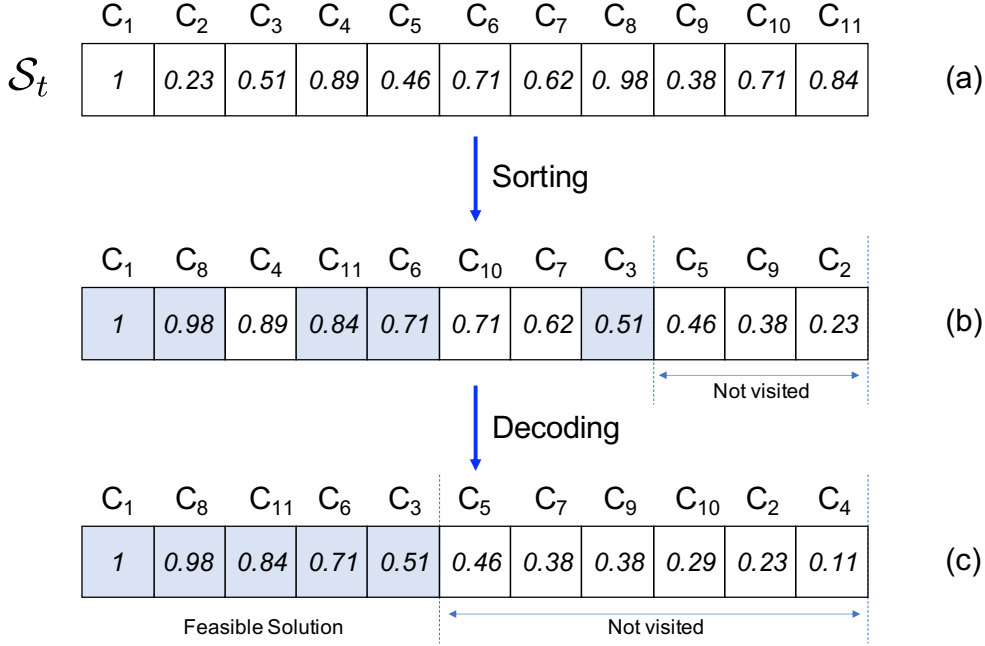 C₁ C₂ C₃ C₄ C₅ C₆ C₇ C₈ C₉ C₁₀ C₁₁
𝒮ₜ 1 0.23 0.51 0.89 0.46 0.71 0.62 0. 98 0.38 0.71 0.84 (a)
Sorting
C₁ C₈ C₄ C₁₁ C₆ C₁₀ C₇ C₃ C₅ C₉ C₂
1 0.98 0.89 0.84 0.71 0.71 0.62 0.51 0.46 0.38 0.23 (b)
Not visited
Decoding
C₁ C₈ C₁₁ C₆ C₃ C₅ C₇ C₉ C₁₀ C₂ C₄
1 0.98 0.84 0.71 0.51 0.46 0.38 0.38 0.29 0.23 0.11 (c)
Feasible Solution Not visited